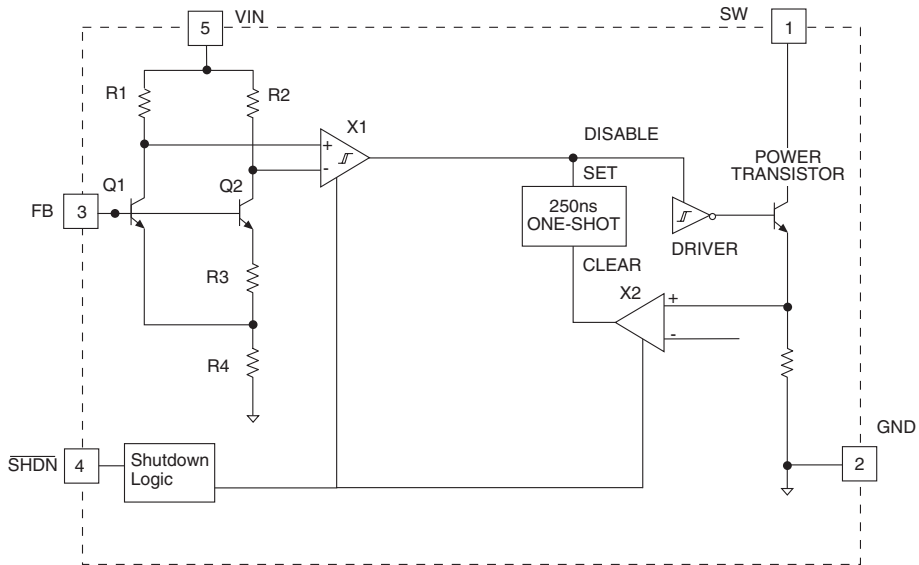 5
VIN
SW
1
R1
R2
X1
+
-
DISABLE
POWER
TRANSISTOR
SET
Q1
Q2
FB
3
250ns
ONE-SHOT
DRIVER
CLEAR
R3
X2
+
-
R4
GND
SHDN
4
Shutdown
Logic
2